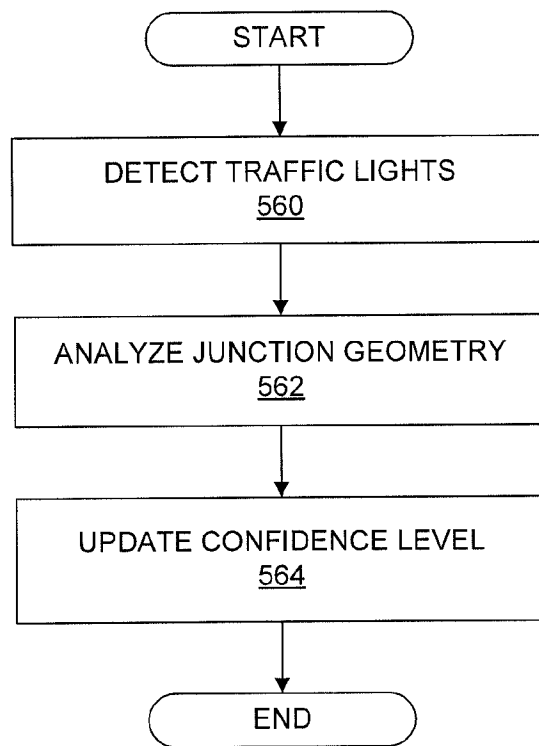 START
DETECT TRAFFIC LIGHTS
560
ANALYZE JUNCTION GEOMETRY
562
UPDATE CONFIDENCE LEVEL
564
END